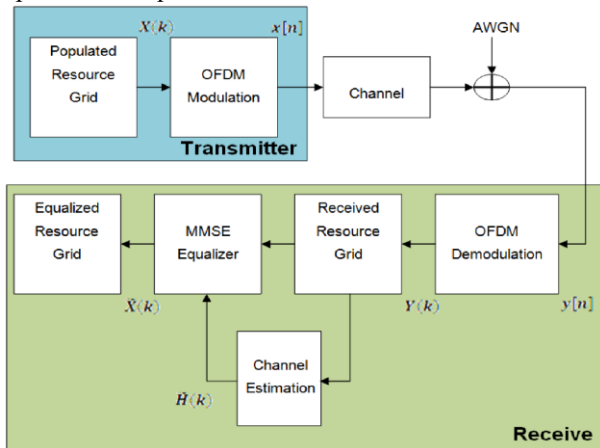 X(k)
x[n]
AWGN
Populated
Resource
Grid
OFDM
Modulation
Channel
Transmitter
Equalized
Resource
Grid
MMSE
Equalizer
Received
Resource
Grid
OFDM
Demodulation
X̂(k)
Y(k)
y[n]
Channel
Estimation
Ĥ(k)
Receive